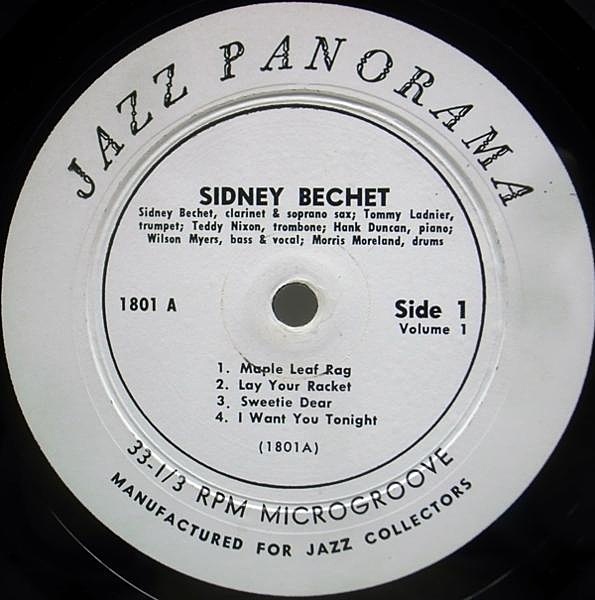 JAZZ PANORAMA
SIDNEY BECHET
Sidney Bechet, clarinet & soprano sax; Tommy Ladnier,
trumpet; Teddy Nixon, trombone; Hank Duncan, piano;
Wilson Myers, bass & vocal; Morris Moreland, drums
1801 A
Side 1
Volume 1
1. Maple Leaf Rag
2. Lay Your Racket
3. Sweetie Dear
4. I Want You Tonight
(1801A)
33-1/3 RPM MICROGROOVE
MANUFACTURED FOR JAZZ COLLECTORS